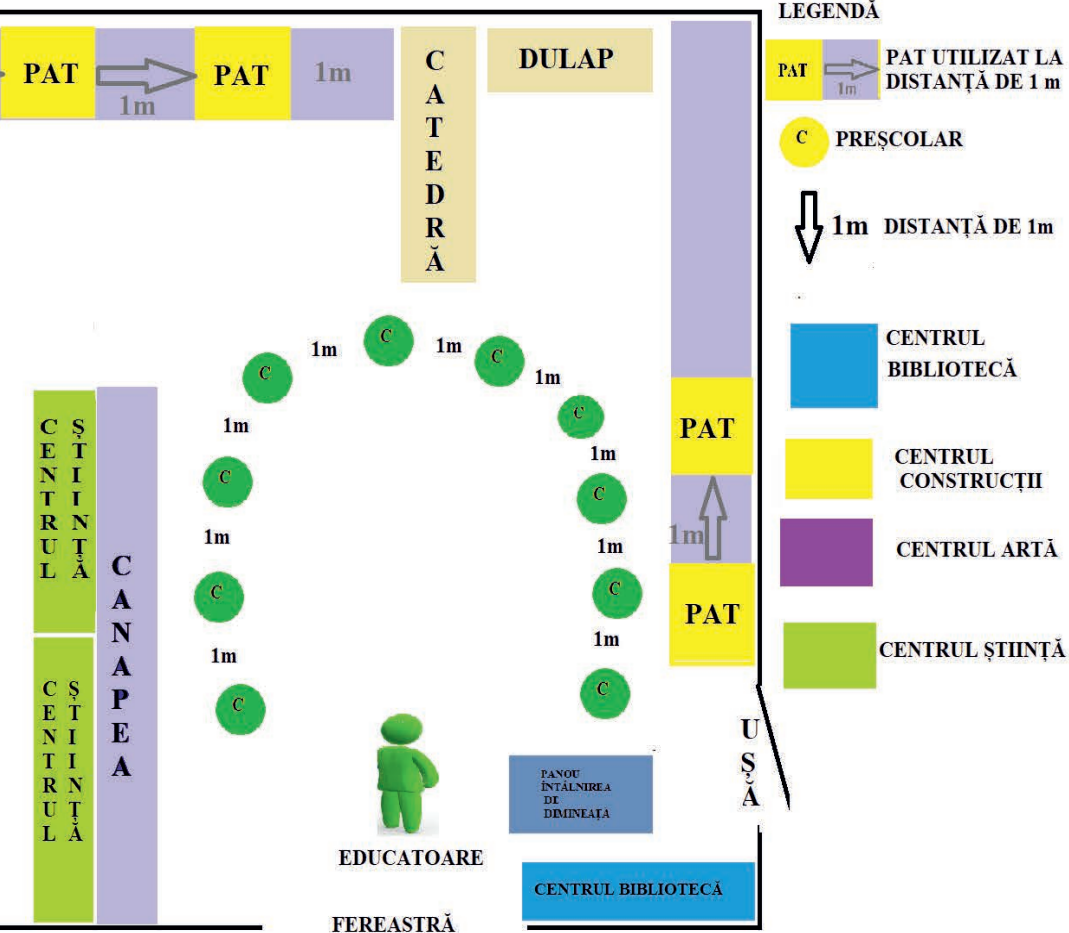 LEGENDĂ
PAT
1m
PAT
1m
CATEDRĂ
DULAP
PAT
1m
PAT UTILIZAT LA
DISTANȚĂ DE 1 m
C
PREȘCOLAR
1m
DISTANȚĂ DE 1m
CENTRUL
BIBLIOTECĂ
CENTRUL
CONSTRUCȚII
CENTRUL ARTĂ
CENTRUL ȘTIINȚĂ
C
1m
C
1m
C
1m
C
1m
C
1m
C
1m
C
1m
C
1m
C
1m
C
PAT
1m
PAT
CENTRUL
ȘTIINȚĂ
CENTRUL
ȘTIINȚĂ
CANAPEA
UȘĂ
PANOU
ÎNTÂLNIREA
DE
DIMINEAȚA
EDUCATOARE
CENTRUL BIBLIOTECĂ
FEREASTRĂ